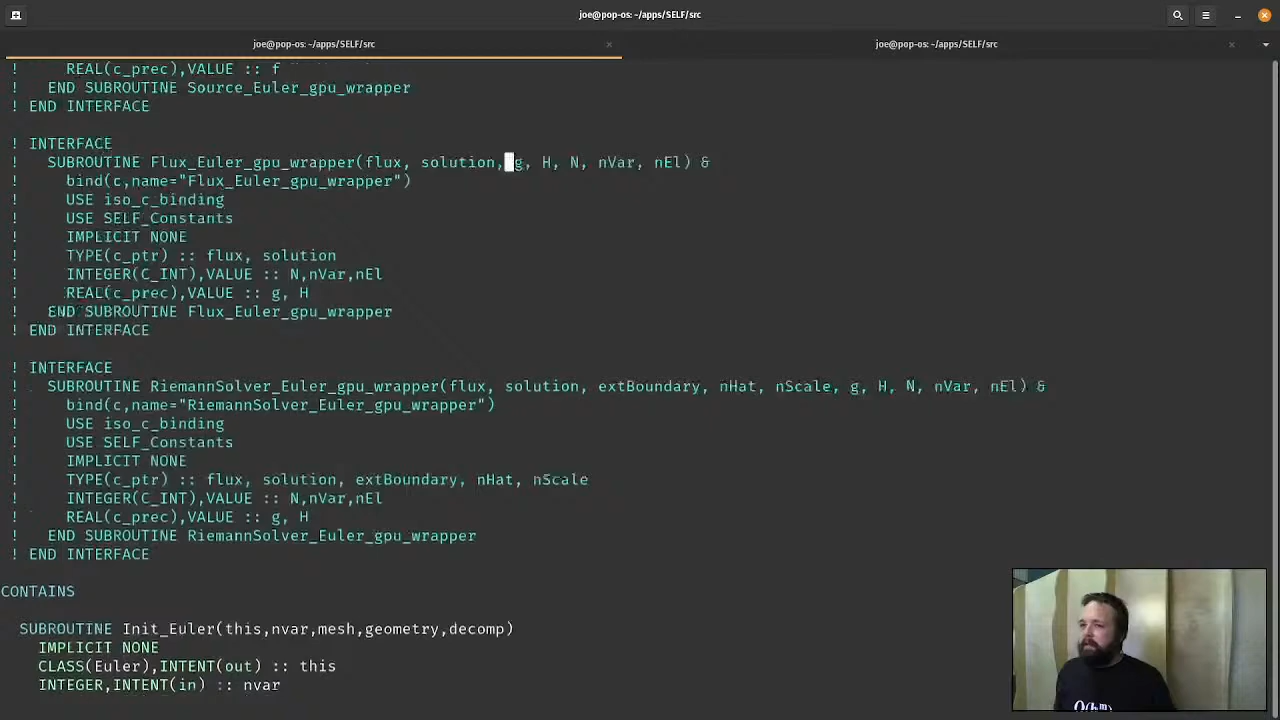 joe@pop-os: ~/apps/SELF/src
joe@pop-os: ~/apps/SELF/src × joe@pop-os: ~/apps/SELF/src ×
!     REAL(c_prec),VALUE :: f
!   END SUBROUTINE Source_Euler_gpu_wrapper
! END INTERFACE
! INTERFACE
!   SUBROUTINE Flux_Euler_gpu_wrapper(flux, solution, g, H, N, nVar, nEl) &
!     bind(c,name="Flux_Euler_gpu_wrapper")
!     USE iso_c_binding
!     USE SELF_Constants
!     IMPLICIT NONE
!     TYPE(c_ptr) :: flux, solution
!     INTEGER(C_INT),VALUE :: N,nVar,nEl
!     REAL(c_prec),VALUE :: g, H
!   END SUBROUTINE Flux_Euler_gpu_wrapper
! END INTERFACE
! INTERFACE
!   SUBROUTINE RiemannSolver_Euler_gpu_wrapper(flux, solution, extBoundary, nHat, nScale, g, H, N, nVar, nEl) &
!     bind(c,name="RiemannSolver_Euler_gpu_wrapper")
!     USE iso_c_binding
!     USE SELF_Constants
!     IMPLICIT NONE
!     TYPE(c_ptr) :: flux, solution, extBoundary, nHat, nScale
!     INTEGER(C_INT),VALUE :: N,nVar,nEl
!     REAL(c_prec),VALUE :: g, H
!   END SUBROUTINE RiemannSolver_Euler_gpu_wrapper
! END INTERFACE
CONTAINS
  SUBROUTINE Init_Euler(this,nvar,mesh,geometry,decomp)
    IMPLICIT NONE
    CLASS(Euler),INTENT(out) :: this
    INTEGER,INTENT(in) :: nvar